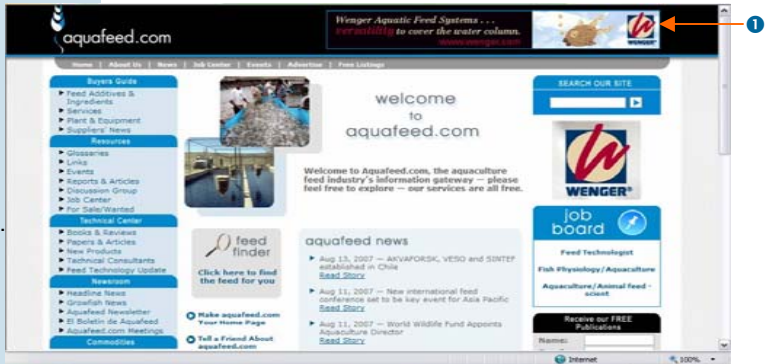 aquafeed.com
Wenger Aquatic Feed Systems . . .
versatility to cover the water column.
www.wenger.com
WENGER
1
Home | About Us | News | Job Center | Events | Advertise | Free Listings
Buyers Guide
Feed Additives &
Ingredients
Services
Plant & Equipment
Suppliers' News
Resources
Glossaries
Links
Events
Reports & Articles
Discussion Group
Job Center
For Sale/Wanted
Technical Center
Books & Reviews
Papers & Articles
New Products
Technical Consultants
Feed Technology Update
Newsroom
Headline News
Growfish News
Aquafeed Newsletter
El Boletin de Aquafeed
Aquafeed.com Meetings
Commodities
welcome
to
aquafeed.com
Welcome to Aquafeed.com, the aquaculture
feed industry's information gateway — please
feel free to explore — our services are all free.
feed
finder
Click here to find
the feed for you
Make aquafeed.com
Your Home Page
Tell a Friend About
aquafeed.com
aquafeed news
Aug 13, 2007 — AKVAFORSK, VESO and SINTEF
established in Chile
Read Story
Aug 11, 2007 — New international feed
conference set to be key event for Asia Pacific
Read Story
Aug 11, 2007 — World Wildlife Fund Appoints
Aquaculture Director
Read Story
SEARCH OUR SITE
WENGER®
job
board
Feed Technologist
Fish Physiology/Aquaculture
Aquaculture/Animal feed -
scient
Receive our FREE
Publications
Name:
Internet
100%